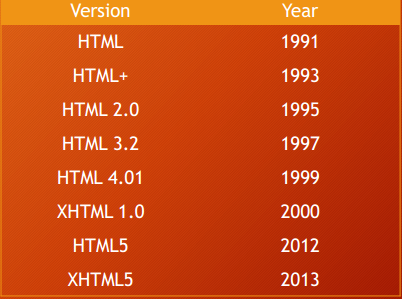 Version Year
HTML 1991
HTML+ 1993
HTML 2.0 1995
HTML 3.2 1997
HTML 4.01 1999
XHTML 1.0 2000
HTML5 2012
XHTML5 2013